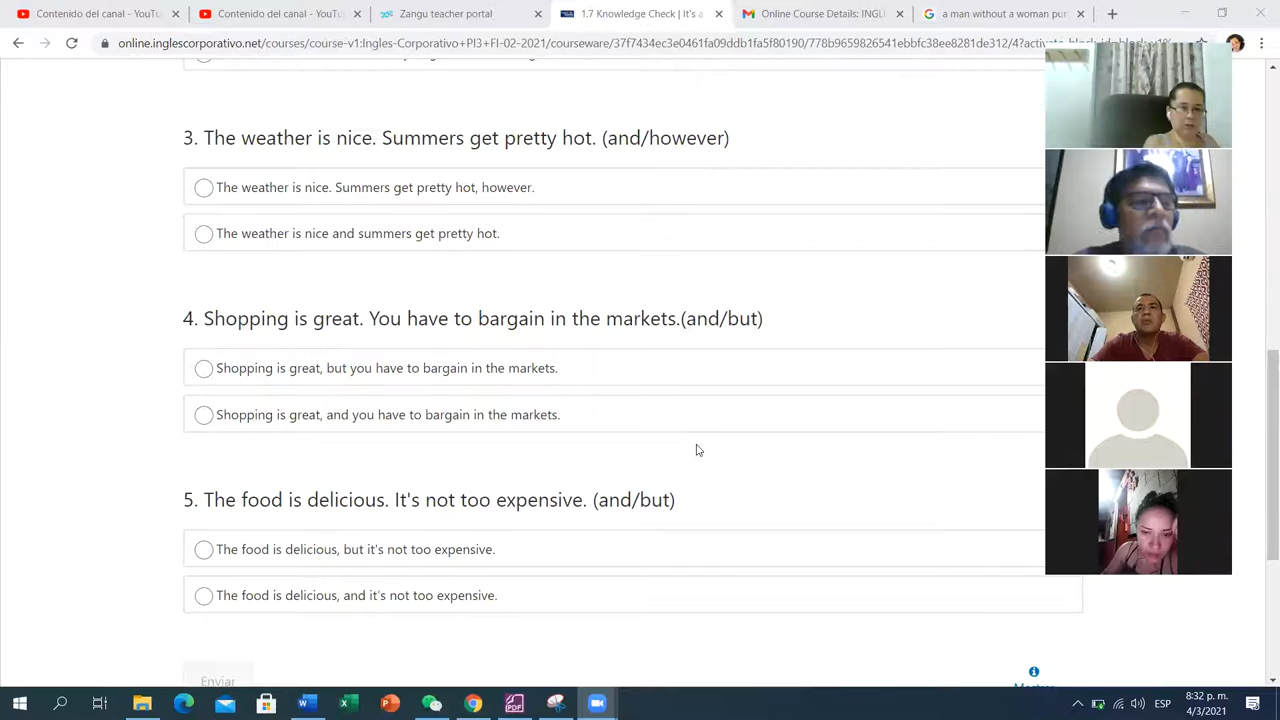 Contenido del canal - YouTu
Contenido del canal - YouTu
Zangu teacher portal
1.7 Knowledge Check | It's a
Online Course Details: INGLI
a man without a woman pur
online.inglescorporativo.net/courses/course-v1:Ingles-Corporativo+PI3+FI-02-2021/courseware/37f7434ec3e0461fa09ddb1fa5f80190/770b9659826541ebbfc38ee8281de312/4?activate_block_id=block-v1%
3. The weather is nice. Summers get pretty hot. (and/however)
The weather is nice. Summers get pretty hot, however.
The weather is nice and summers get pretty hot.
4. Shopping is great. You have to bargain in the markets.(and/but)
Shopping is great, but you have to bargain in the markets.
Shopping is great, and you have to bargain in the markets.
5. The food is delicious. It's not too expensive. (and/but)
The food is delicious, but it's not too expensive.
The food is delicious, and it's not too expensive.
Enviar
ESP
8:32 p. m.
4/3/2021